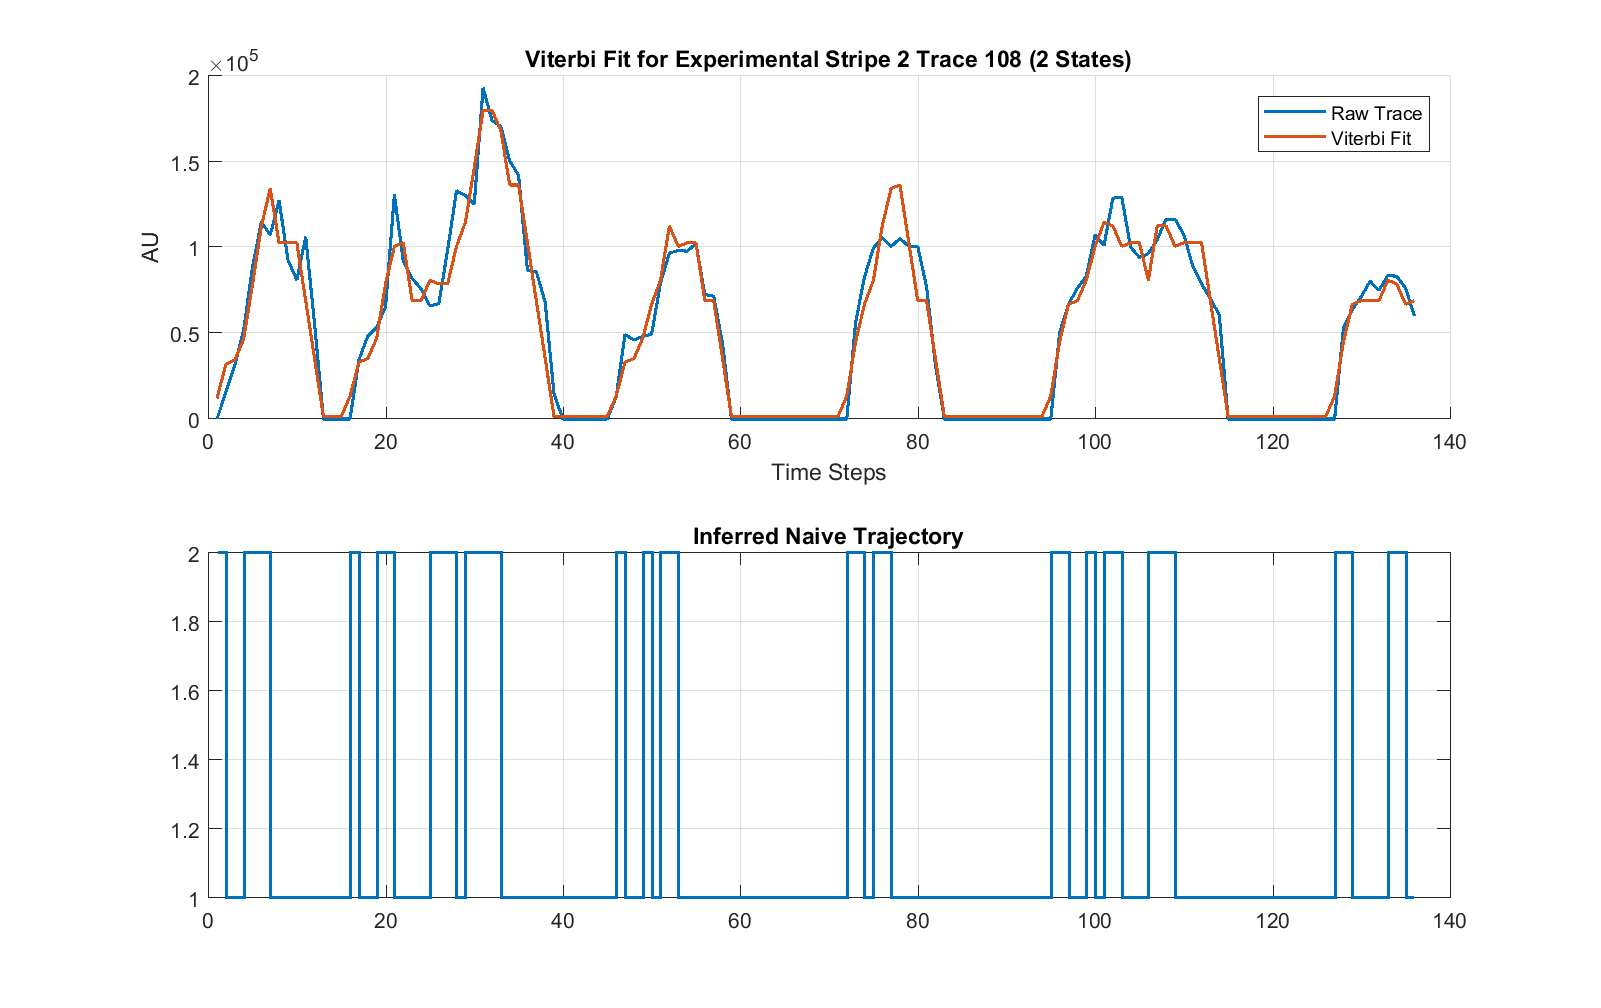 Viterbi Fit for Experimental Stripe 2 Trace 108 (2 States)
×10^5
2
1.5
1
0.5
0
AU
Raw Trace
Viterbi Fit
0 20 40 60 80 100 120 140
Time Steps
Inferred Naive Trajectory
2
1.8
1.6
1.4
1.2
1
0 20 40 60 80 100 120 140